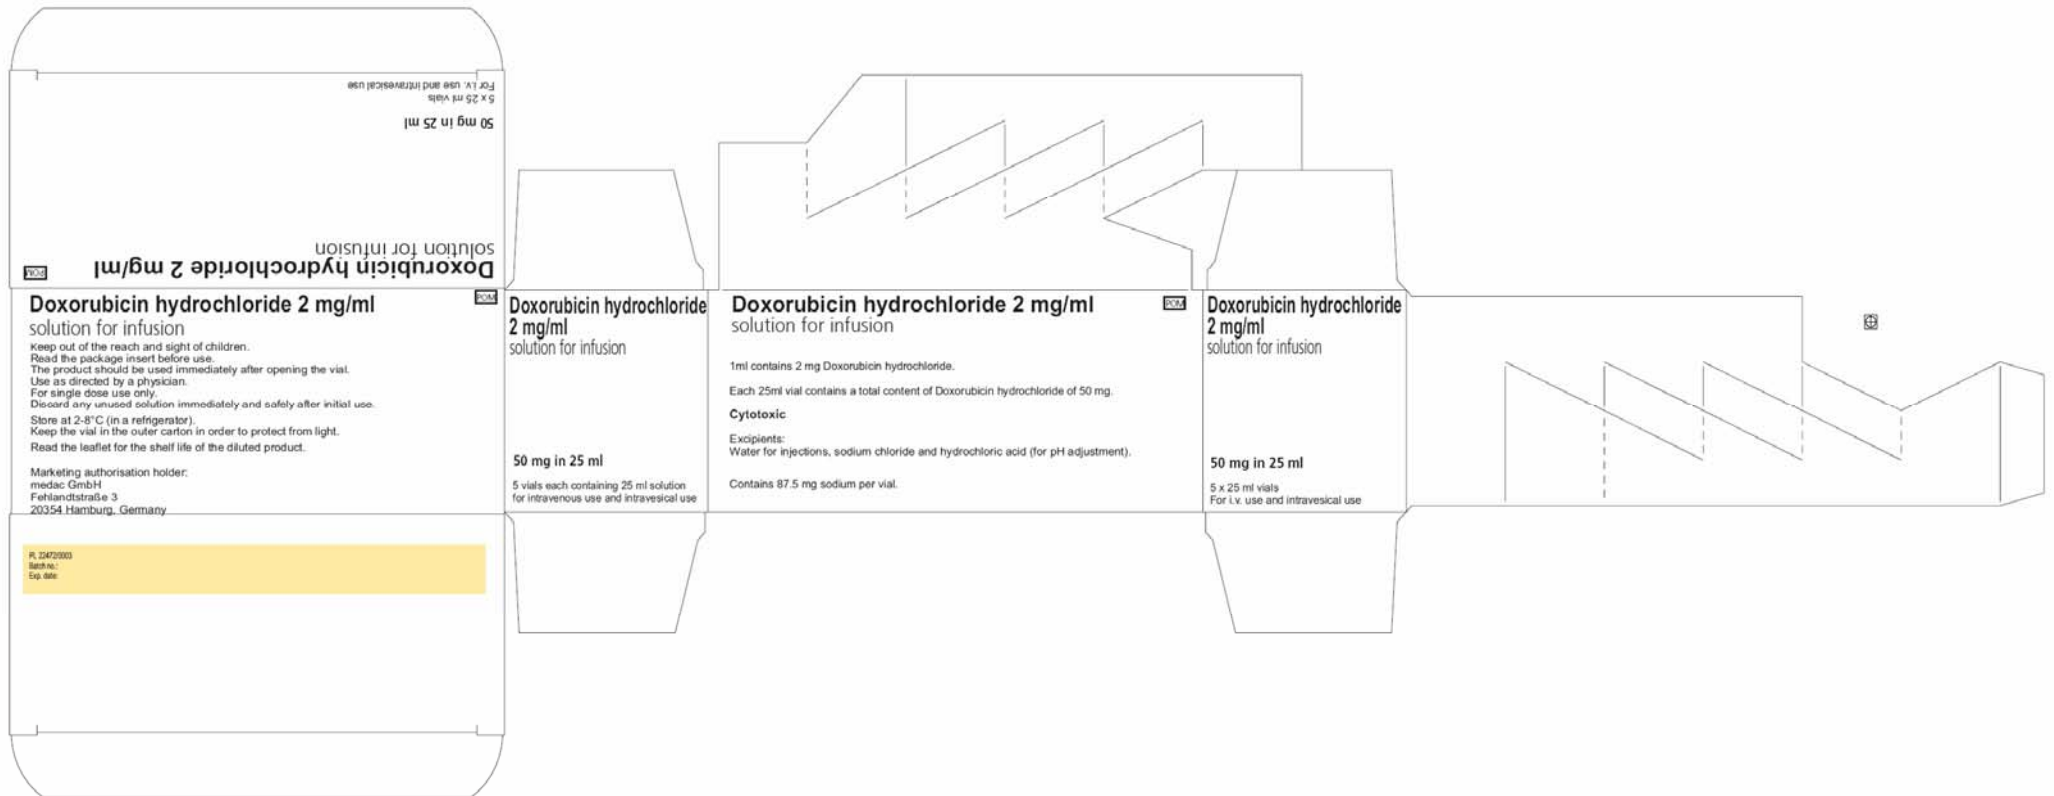 For i.v. use and intravesical use
5 x 25 ml vials
50 mg in 25 ml
solution for infusion
Doxorubicin hydrochloride 2 mg/ml
POM
Doxorubicin hydrochloride 2 mg/ml
POM
solution for infusion
Keep out of the reach and sight of children.
Read the package insert before use.
The product should be used immediately after opening the vial.
Use as directed by a physician.
For single dose use only.
Discard any unused solution immediately and safely after initial use.
Store at 2-8°C (in a refrigerator).
Keep the vial in the outer carton in order to protect from light.
Read the leaflet for the shelf life of the diluted product.
Marketing authorisation holder:
medac GmbH
Fehlandtstraße 3
20354 Hamburg, Germany
PL 22472/0003
Batch no.:
Exp. date:
Doxorubicin hydrochloride
2 mg/ml
solution for infusion
50 mg in 25 ml
5 vials each containing 25 ml solution
for intravenous use and intravesical use
Doxorubicin hydrochloride 2 mg/ml
POM
solution for infusion
1ml contains 2 mg Doxorubicin hydrochloride.
Each 25ml vial contains a total content of Doxorubicin hydrochloride of 50 mg.
Cytotoxic
Excipients:
Water for injections, sodium chloride and hydrochloric acid (for pH adjustment).
Contains 87.5 mg sodium per vial.
Doxorubicin hydrochloride
2 mg/ml
solution for infusion
50 mg in 25 ml
5 x 25 ml vials
For i.v. use and intravesical use